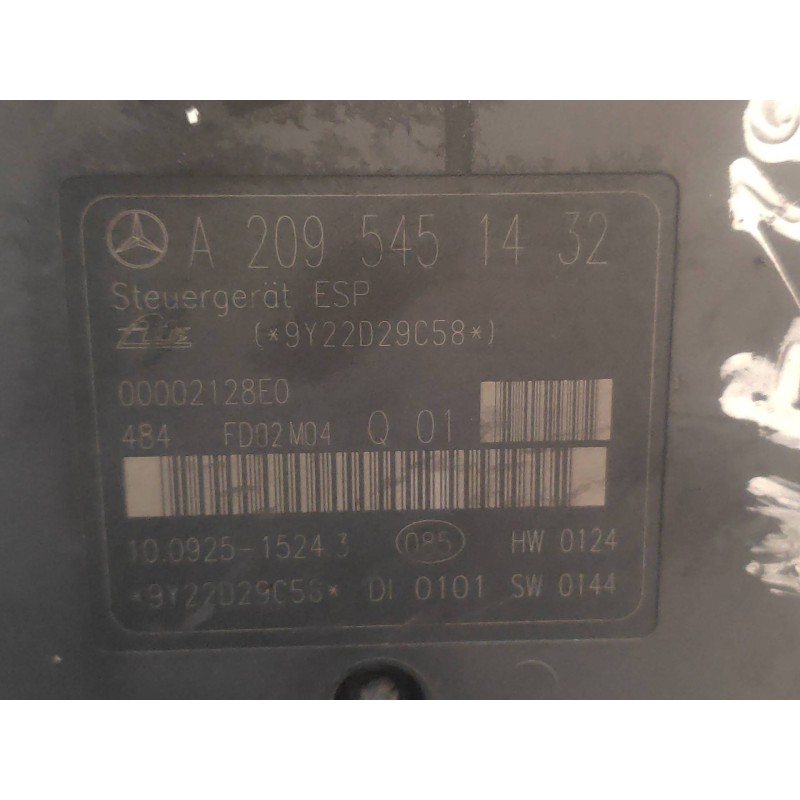 A 209 545 14 32
Steuergerät ESP
Ate (*9Y22D29C58*)
00002128E0
484 FD02M04 Q 01
10.0925-1524.3 085 HW 0124
*9Y22D29C58* DI 0101 SW 0144